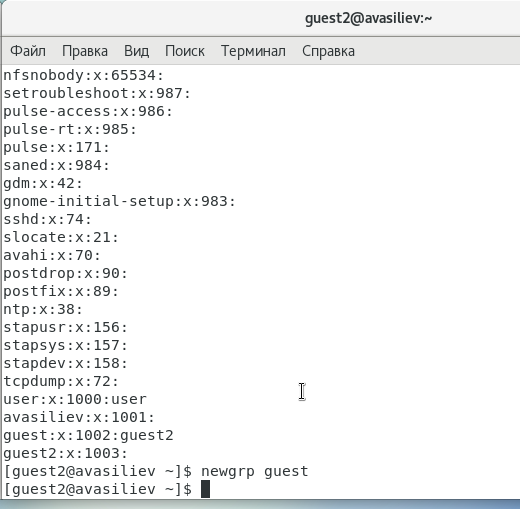 guest2@avasiliev:~
Файл Правка Вид Поиск Терминал Справка
nfsnobody:x:65534:
setroubleshoot:x:987:
pulse-access:x:986:
pulse-rt:x:985:
pulse:x:171:
saned:x:984:
gdm:x:42:
gnome-initial-setup:x:983:
sshd:x:74:
slocate:x:21:
avahi:x:70:
postdrop:x:90:
postfix:x:89:
ntp:x:38:
stapusr:x:156:
stapsys:x:157:
stapdev:x:158:
tcpdump:x:72:
user:x:1000:user
avasiliev:x:1001:
guest:x:1002:guest2
guest2:x:1003:
[guest2@avasiliev ~]$ newgrp guest
[guest2@avasiliev ~]$